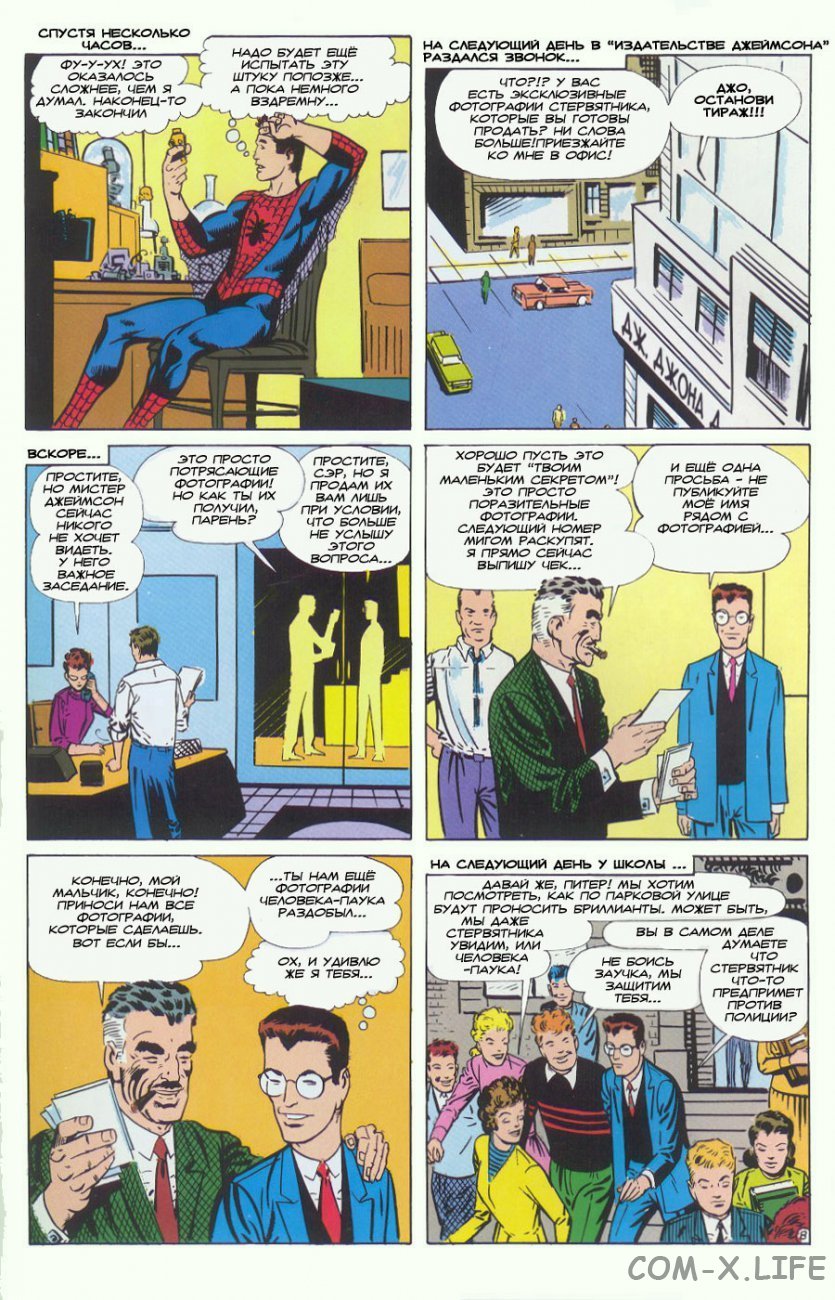 СПУСТЯ НЕСКОЛЬКО
ЧАСОВ...
ФУ-У-УХ! ЭТО
ОКАЗАЛОСЬ
СЛОЖНЕЕ, ЧЕМ Я
ДУМАЛ. НАКОНЕЦ-ТО
ЗАКОНЧИЛ
НАДО БУДЕТ ЕЩЁ
ИСПЫТАТЬ ЭТУ
ШТУКУ ПОПОЗЖЕ...
А ПОКА НЕМНОГО
ВЗДРЕМНУ...
НА СЛЕДУЮЩИЙ ДЕНЬ В "ИЗДАТЕЛЬСТВЕ ДЖЕЙМСОНА"
РАЗДАЛСЯ ЗВОНОК...
ЧТО?!? У ВАС
ЕСТЬ ЭКСКЛЮЗИВНЫЕ
ФОТОГРАФИИ СТЕРВЯТНИКА,
КОТОРЫЕ ВЫ ГОТОВЫ
ПРОДАТЬ? НИ СЛОВА
БОЛЬШЕ!ПРИЕЗЖАЙТЕ
КО МНЕ В ОФИС!
ДЖО,
ОСТАНОВИ
ТИРАЖ!!!
ДЖ. ДЖОНА Д
ВСКОРЕ...
ПРОСТИТЕ,
НО МИСТЕР
ДЖЕЙМСОН
СЕЙЧАС
НИКОГО
НЕ ХОЧЕТ
ВИДЕТЬ.
У НЕГО
ВАЖНОЕ
ЗАСЕДАНИЕ.
ЭТО ПРОСТО
ПОТРЯСАЮЩИЕ
ФОТОГРАФИИ!
НО КАК ТЫ ИХ
ПОЛУЧИЛ,
ПАРЕНЬ?
ПРОСТИТЕ,
СЭР, НО Я
ПРОДАМ ИХ
ВАМ ЛИШЬ
ПРИ УСЛОВИИ,
ЧТО БОЛЬШЕ
НЕ УСЛЫШУ
ЭТОГО
ВОПРОСА...
ХОРОШО ПУСТЬ ЭТО
БУДЕТ "ТВОИМ
МАЛЕНЬКИМ СЕКРЕТОМ"!
ЭТО ПРОСТО
ПОРАЗИТЕЛЬНЫЕ
ФОТОГРАФИИ.
СЛЕДУЮЩИЙ НОМЕР
МИГОМ РАСКУПЯТ.
Я ПРЯМО СЕЙЧАС
ВЫПИШУ ЧЕК...
И ЕЩЁ ОДНА
ПРОСЬБА - НЕ
ПУБЛИКУЙТЕ
МОЁ ИМЯ
РЯДОМ С
ФОТОГРАФИЕЙ...
КОНЕЧНО, МОЙ
МАЛЬЧИК, КОНЕЧНО!
ПРИНОСИ НАМ ВСЕ
ФОТОГРАФИИ,
КОТОРЫЕ СДЕЛАЕШЬ.
ВОТ ЕСЛИ БЫ...
...ТЫ НАМ ЕЩЁ
ФОТОГРАФИИ
ЧЕЛОВЕКА-ПАУКА
РАЗДОБЫЛ...
ОХ, И УДИВЛЮ
ЖЕ Я ТЕБЯ...
НА СЛЕДУЮЩИЙ ДЕНЬ У ШКОЛЫ ...
ДАВАЙ ЖЕ, ПИТЕР! МЫ ХОТИМ
ПОСМОТРЕТЬ, КАК ПО ПАРКОВОЙ УЛИЦЕ
БУДУТ ПРОНОСИТЬ БРИЛЛИАНТЫ. МОЖЕТ БЫТЬ,
МЫ ДАЖЕ
СТЕРВЯТНИКА
УВИДИМ, ИЛИ
ЧЕЛОВЕКА
-ПАУКА!
НЕ БОИСЬ
ЗАУЧКА, МЫ
ЗАЩИТИМ
ТЕБЯ...
ВЫ В САМОМ ДЕЛЕ
ДУМАЕТЕ
ЧТО
СТЕРВЯТНИК
ЧТО-ТО
ПРЕДПРИМЕТ
ПРОТИВ
ПОЛИЦИИ?
8
COM-X.LIFE